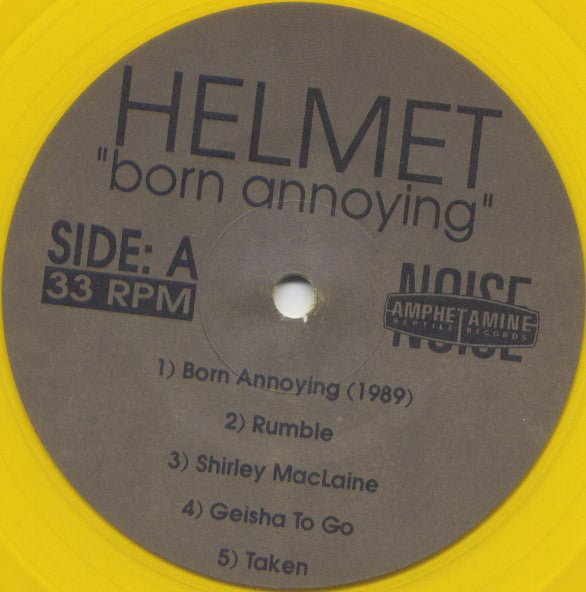 HELMET
"born annoying"
SIDE: A
33 RPM
NOISE
AMPHETAMINE
REPTILE RECORDS
NOISE
1) Born Annoying (1989)
2) Rumble
3) Shirley MacLaine
4) Geisha To Go
5) Taken